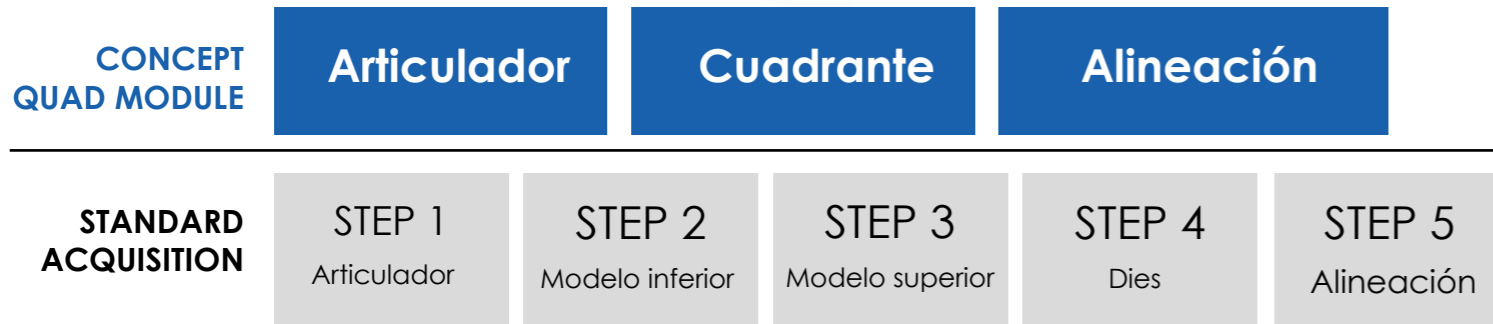 CONCEPT
QUAD MODULE
Articulador
Cuadrante
Alineación
STANDARD
ACQUISITION
STEP 1
Articulador
STEP 2
Modelo inferior
STEP 3
Modelo superior
STEP 4
Dies
STEP 5
Alineación